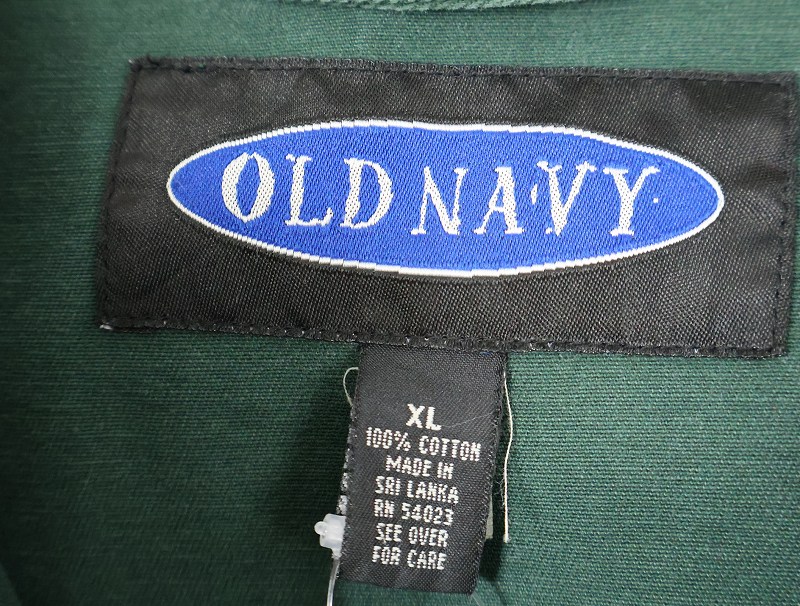 OLD NAVY
XL
100% COTTON
MADE IN
SRI LANKA
RN 54023
SEE OVER
FOR CARE